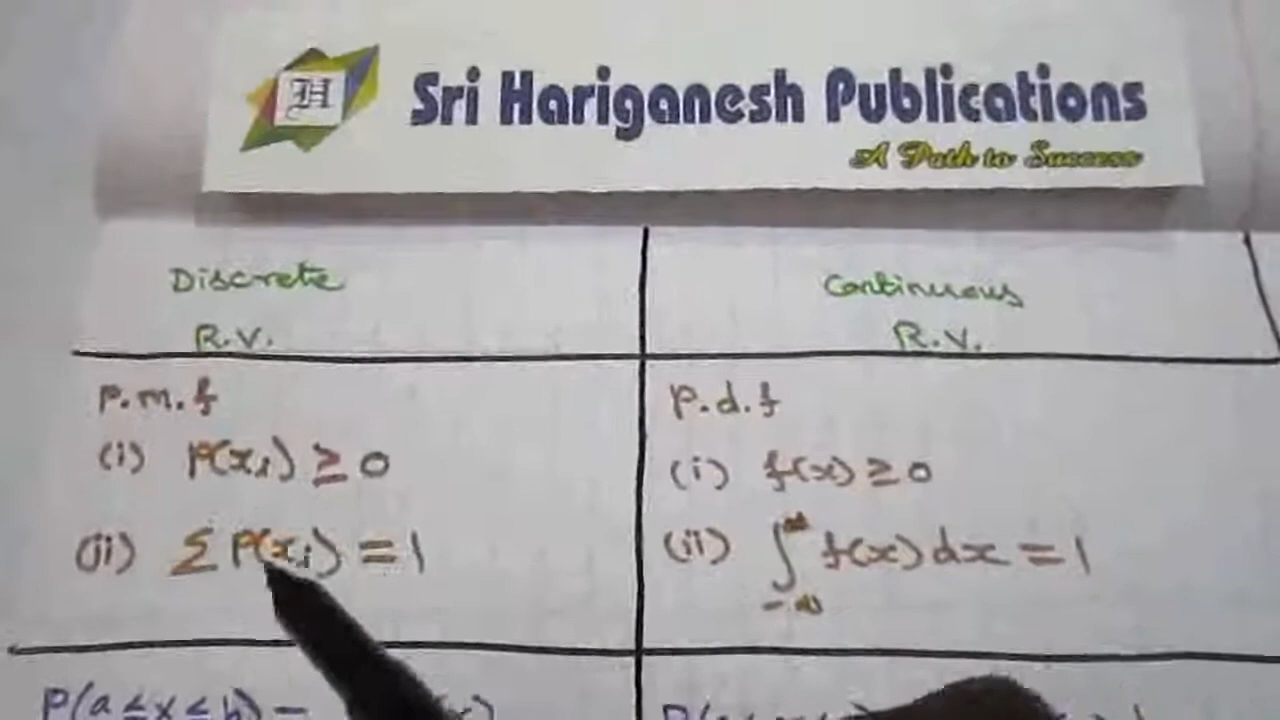 H
Sri Hariganesh Publications
A Path to Success
Discrete
R.V.
Continuous
R.V.
P.m.f
(i) P(xᵢ) ≥ 0
(ii) Σ P(xᵢ) = 1
P.d.f
(i) f(x) ≥ 0
(ii) ∫_{-∞}^{∞} f(x) dx = 1
P(a ≤ x ≤ b) =